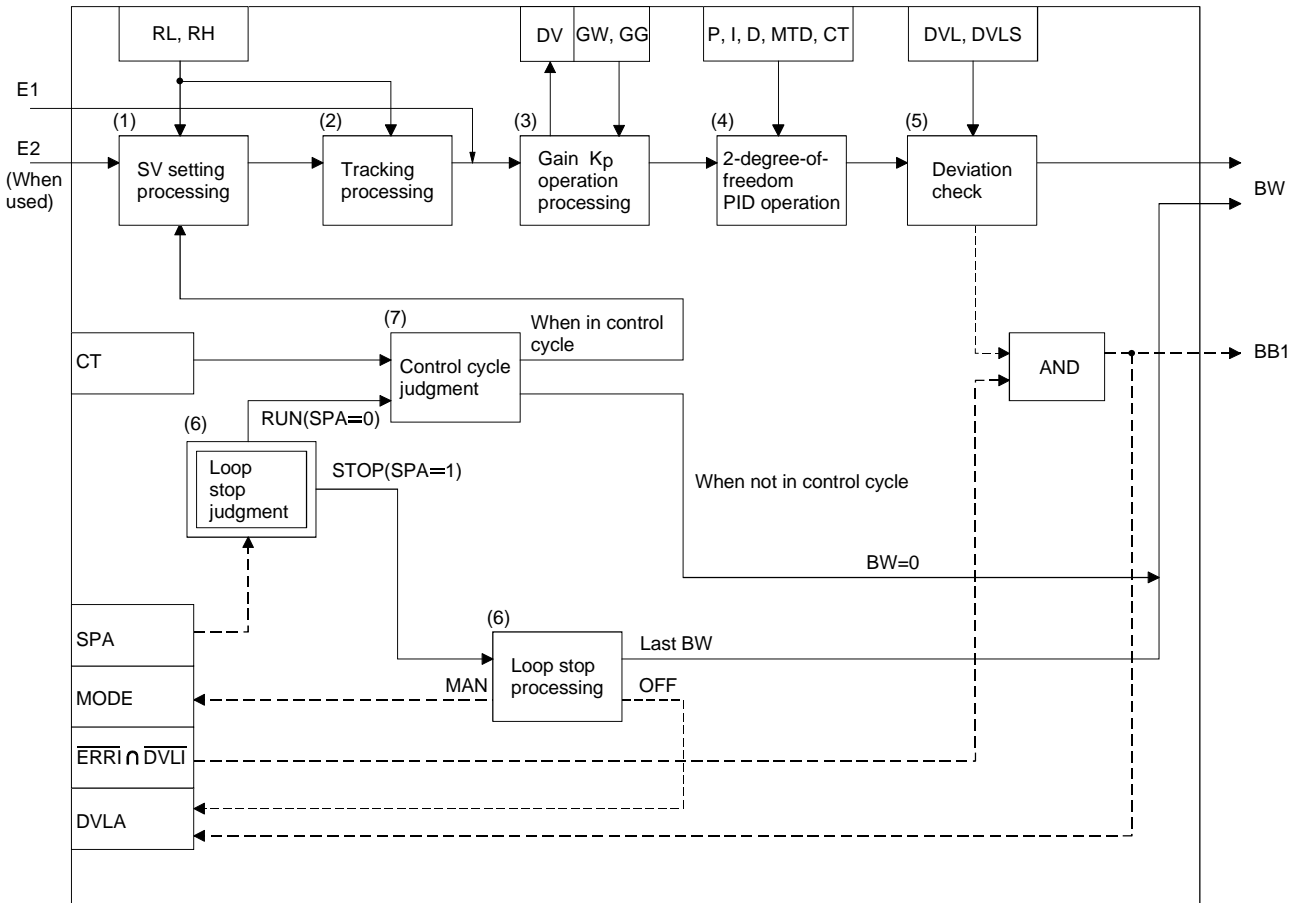 RL, RH
DV
GW, GG
P, I, D, MTD, CT
DVL, DVLS
E1
(1)
(2)
(3)
(4)
(5)
E2
(When
used)
SV setting
processing
Tracking
processing
Gain Kp
operation
processing
2-degree-of-
freedom
PID operation
Deviation
check
BW
(7)
When in control
cycle
CT
Control cycle
judgment
AND
BB1
RUN(SPA=0)
(6)
Loop
stop
judgment
STOP(SPA=1)
When not in control cycle
BW=0
SPA
(6)
Loop stop
processing
Last BW
MAN
OFF
MODE
E̅R̅R̅I̅ ∩ D̅V̅L̅I̅
DVLA